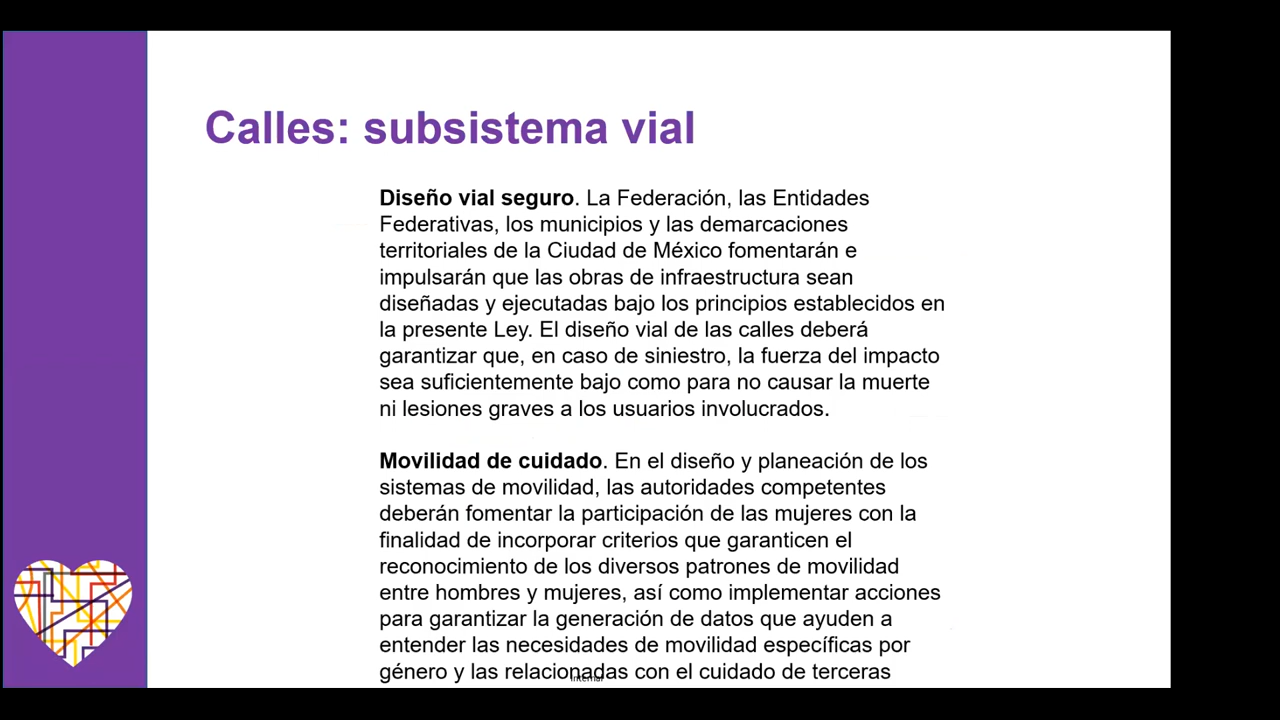 Calles: subsistema vial
Diseño vial seguro. La Federación, las Entidades
Federativas, los municipios y las demarcaciones
territoriales de la Ciudad de México fomentarán e
impulsarán que las obras de infraestructura sean
diseñadas y ejecutadas bajo los principios establecidos en
la presente Ley. El diseño vial de las calles deberá
garantizar que, en caso de siniestro, la fuerza del impacto
sea suficientemente bajo como para no causar la muerte
ni lesiones graves a los usuarios involucrados.
Movilidad de cuidado. En el diseño y planeación de los
sistemas de movilidad, las autoridades competentes
deberán fomentar la participación de las mujeres con la
finalidad de incorporar criterios que garanticen el
reconocimiento de los diversos patrones de movilidad
entre hombres y mujeres, así como implementar acciones
para garantizar la generación de datos que ayuden a
entender las necesidades de movilidad específicas por
género y las relacionadas con el cuidado de terceras
Internal